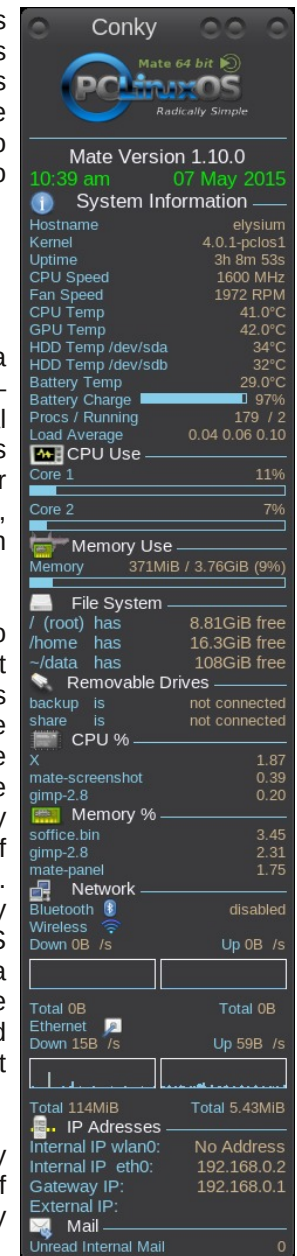 Conky
Mate 64 bit
PCLinuxOS
Radically Simple
Mate Version 1.10.0
10:39 am 07 May 2015
System Information
Hostname elysium
Kernel 4.0.1-pclos1
Uptime 3h 8m 53s
CPU Speed 1600 MHz
Fan Speed 1972 RPM
CPU Temp 41.0°C
GPU Temp 42.0°C
HDD Temp /dev/sda 34°C
HDD Temp /dev/sdb 32°C
Battery Temp 29.0°C
Battery Charge 97%
Procs / Running 179 / 2
Load Average 0.04 0.06 0.10
CPU Use
Core 1 11%
Core 2 7%
Memory Use
Memory 371MiB / 3.76GiB (9%)
File System
/ (root) has 8.81GiB free
/home has 16.3GiB free
~/data has 108GiB free
Removable Drives
backup is not connected
share is not connected
CPU %
X 1.87
mate-screenshot 0.39
gimp-2.8 0.20
Memory %
soffice.bin 3.45
gimp-2.8 2.31
mate-panel 1.75
Network
Bluetooth disabled
Wireless
Down 0B /s Up 0B /s
Total 0B Total 0B
Ethernet
Down 15B /s Up 59B /s
Total 114MiB Total 5.43MiB
IP Adresses
Internal IP wlan0: No Address
Internal IP eth0: 192.168.0.2
Gateway IP: 192.168.0.1
External IP:
Mail
Unread Internal Mail 0